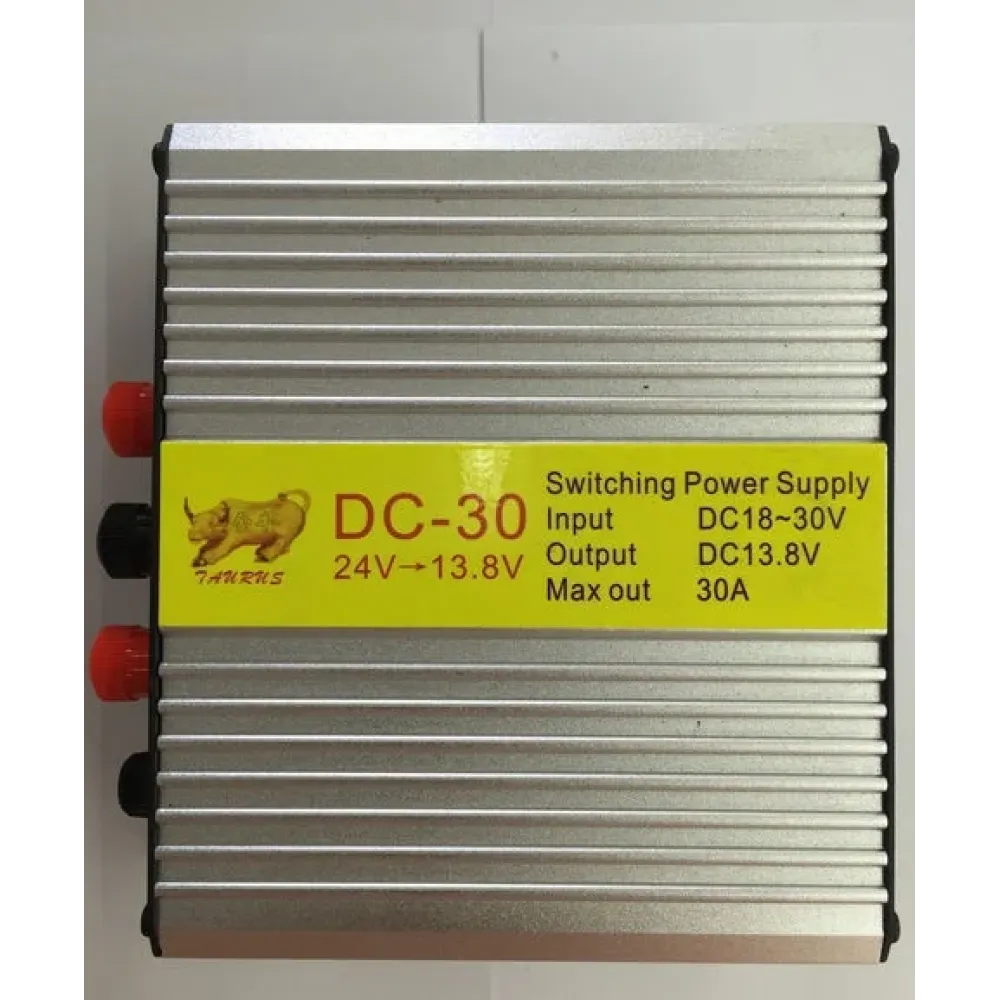 DC-30
24V→13.8V
TAURUS
Switching Power Supply
Input DC18~30V
Output DC13.8V
Max out 30A